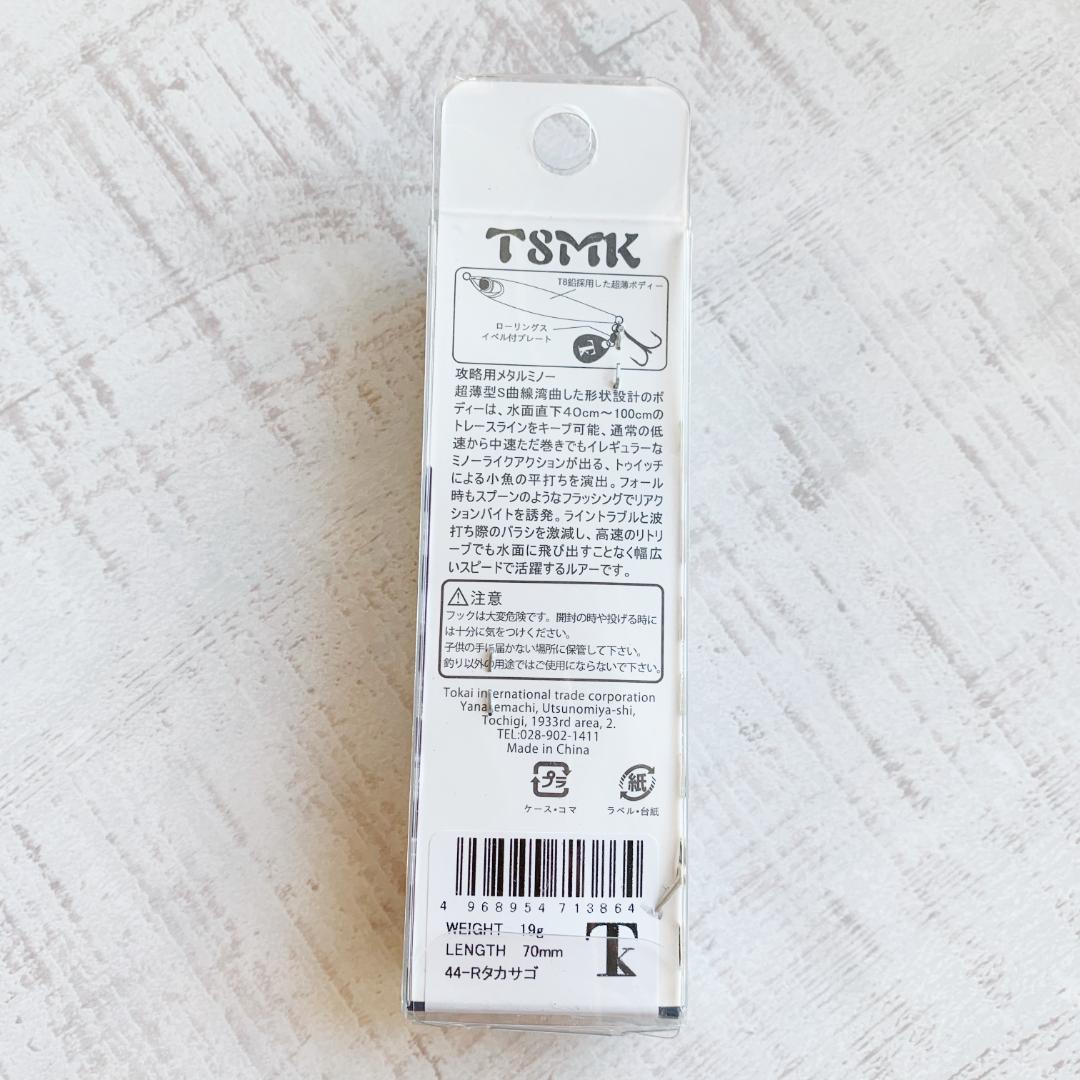 TSMK
T8鉛採用した超薄ボディー
ローリングス
イベル付プレート
Tk
攻略用メタルミノー
超薄型S曲線湾曲した形状設計のボ
ディーは、水面直下40cm〜100cmの
トレースラインをキープ可能、通常の低
速から中速ただ巻きでもイレギュラーな
ミノーライクアクションが出る、トゥイッチ
による小魚の平打ちを演出。フォール
時もスプーンのようなフラッシングでリアク
ションバイトを誘発。ライントラブルと波
打ち際のバラシを激減し、高速のリトリ
ーブでも水面に飛び出すことなく幅広
いスピードで活躍するルアーです。
注意
フックは大変危険です。開封の時や投げる時に
は十分に気をつけください。
子供の手に届かない場所に保管して下さい。
釣り以外の用途ではご使用にならないで下さい。
Tokai international trade corporation
Utsunomiya-shi,
Tochigi, 1933rd area, 2.
TEL:028-902-1411
Made in China
プラ
紙
ケース・コマ
ラベル・台紙
4 968954 713864
WEIGHT 19g
LENGTH 70mm
44-Rタカサゴ
Tk